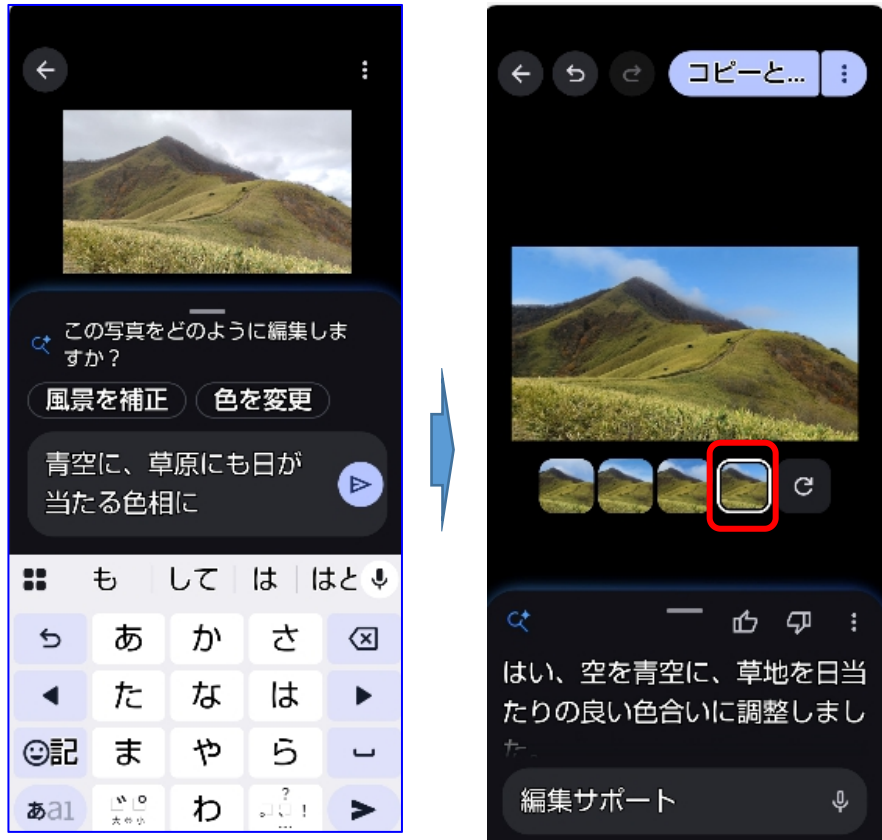 この写真をどのように編集しま
すか？
風景を補正
色を変更
青空に、草原にも日が
当たる色相に
も
して
は
はと
あ
か
さ
た
な
は
記
ま
や
ら
あa1
大⇔小
わ
、。?!…
コピーと...
はい、空を青空に、草地を日当
たりの良い色合いに調整しまし
た。
編集サポート